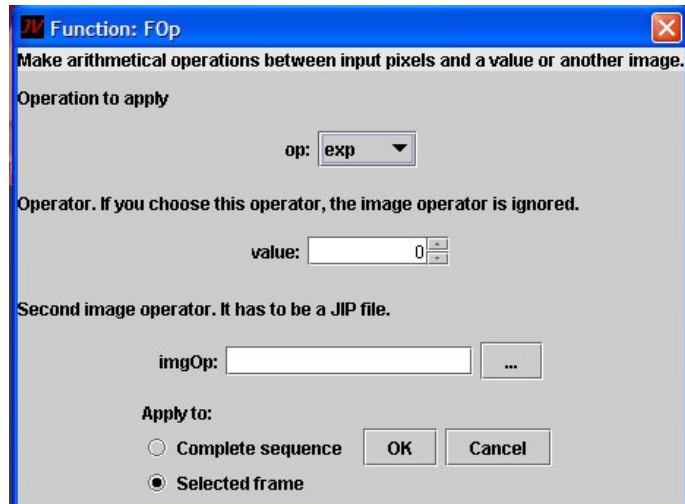 JV Function: FOp
Make arithmetical operations between input pixels and a value or another image.
Operation to apply
op: exp
Operator. If you choose this operator, the image operator is ignored.
value: 0
Second image operator. It has to be a JIP file.
imgOp: ...
Apply to:
Complete sequence OK Cancel
Selected frame